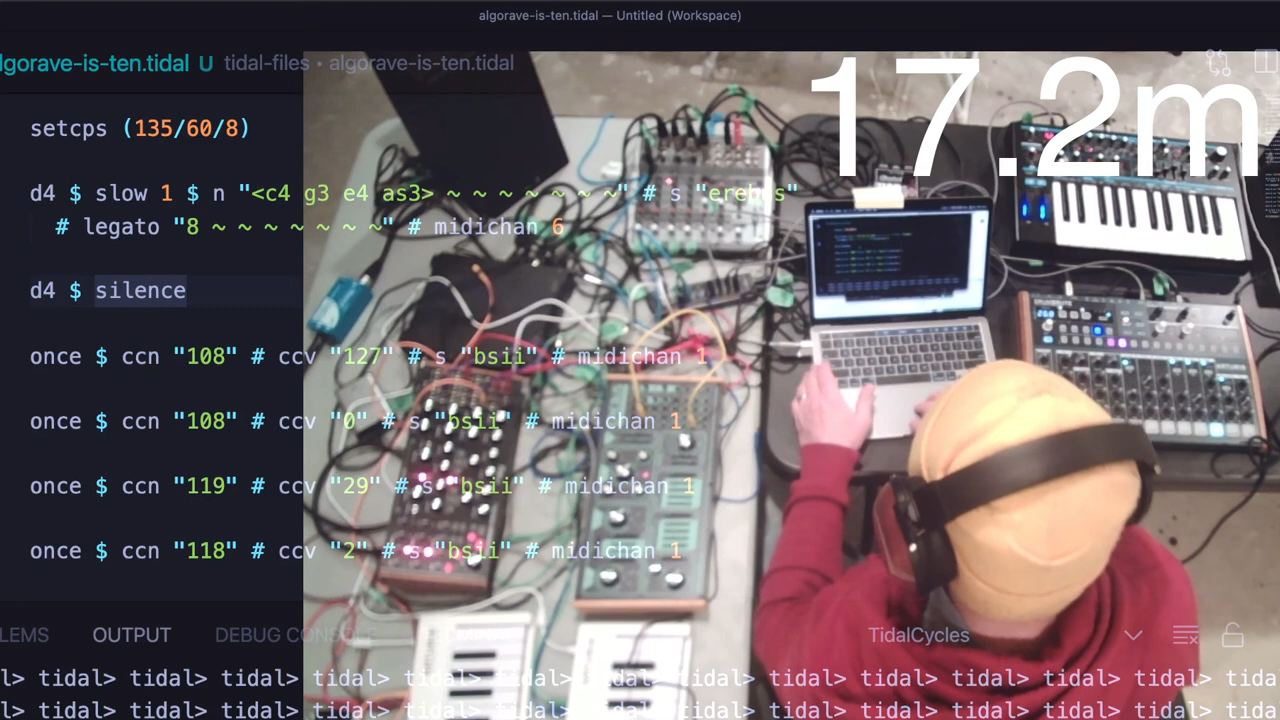 algorave-is-ten.tidal — Untitled (Workspace)
lgorave-is-ten.tidal U tidal-files • algorave-is-ten.tidal
17.2m
setcps (135/60/8)
d4 $ slow 1 $ n "<c4 g3 e4 as3> ~ ~ ~ ~ ~ ~ ~" # s "erebus"
# legato "8 ~ ~ ~ ~ ~ ~ ~" # midichan 6
d4 $ silence
once $ ccn "108" # ccv "127" # s "bsii" # midichan 1
once $ ccn "108" # ccv "0" # s "bsii" # midichan 1
once $ ccn "119" # ccv "29" # s "bsii" # midichan 1
once $ ccn "118" # ccv "2" # s "bsii" # midichan 1
LEMS OUTPUT DEBUG CONSOLE TidalCycles
l> tidal> tidal> tidal> tidal> tidal> tidal> tidal> tidal> tidal> tidal> tidal> tidal> tida
l> tidal> tidal> tidal> tidal> tidal> tidal> tidal> tidal> tidal> tidal> tidal> tidal> tida